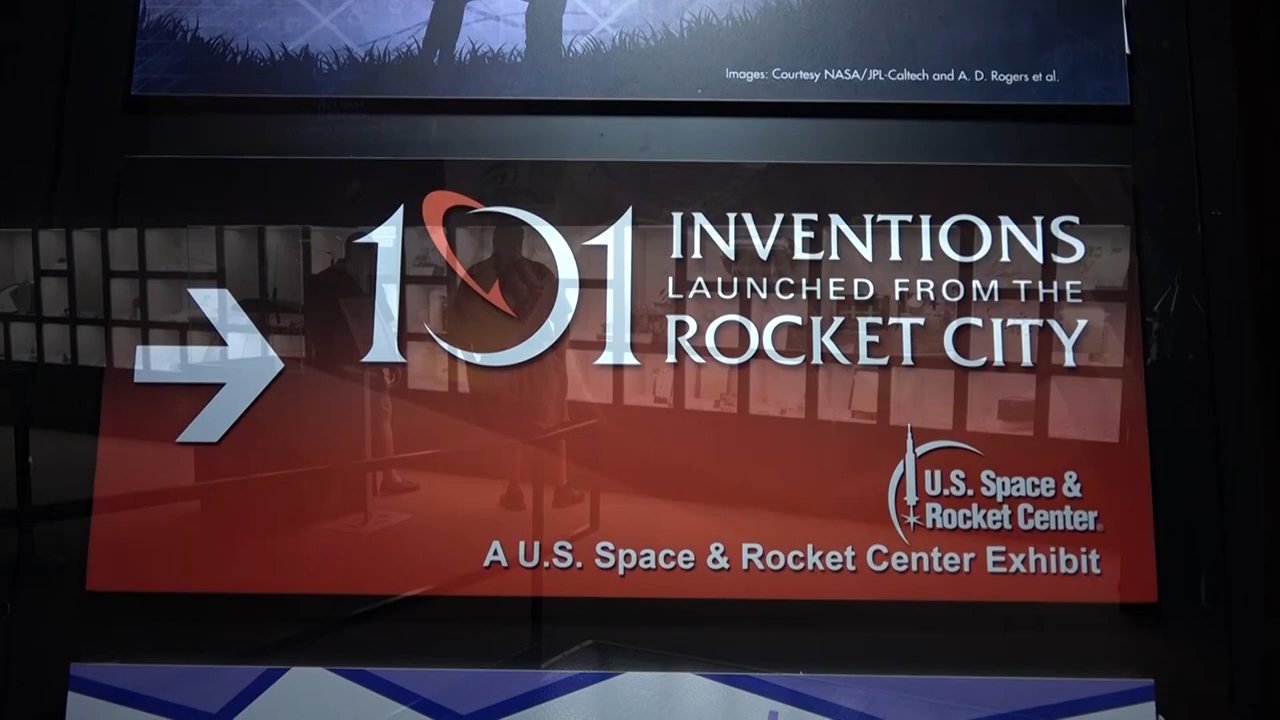 Images: Courtesy NASA/JPL-Caltech and A. D. Rogers et al.
101
INVENTIONS
LAUNCHED FROM THE
ROCKET CITY
U.S. Space &
Rocket Center
A U.S. Space & Rocket Center Exhibit